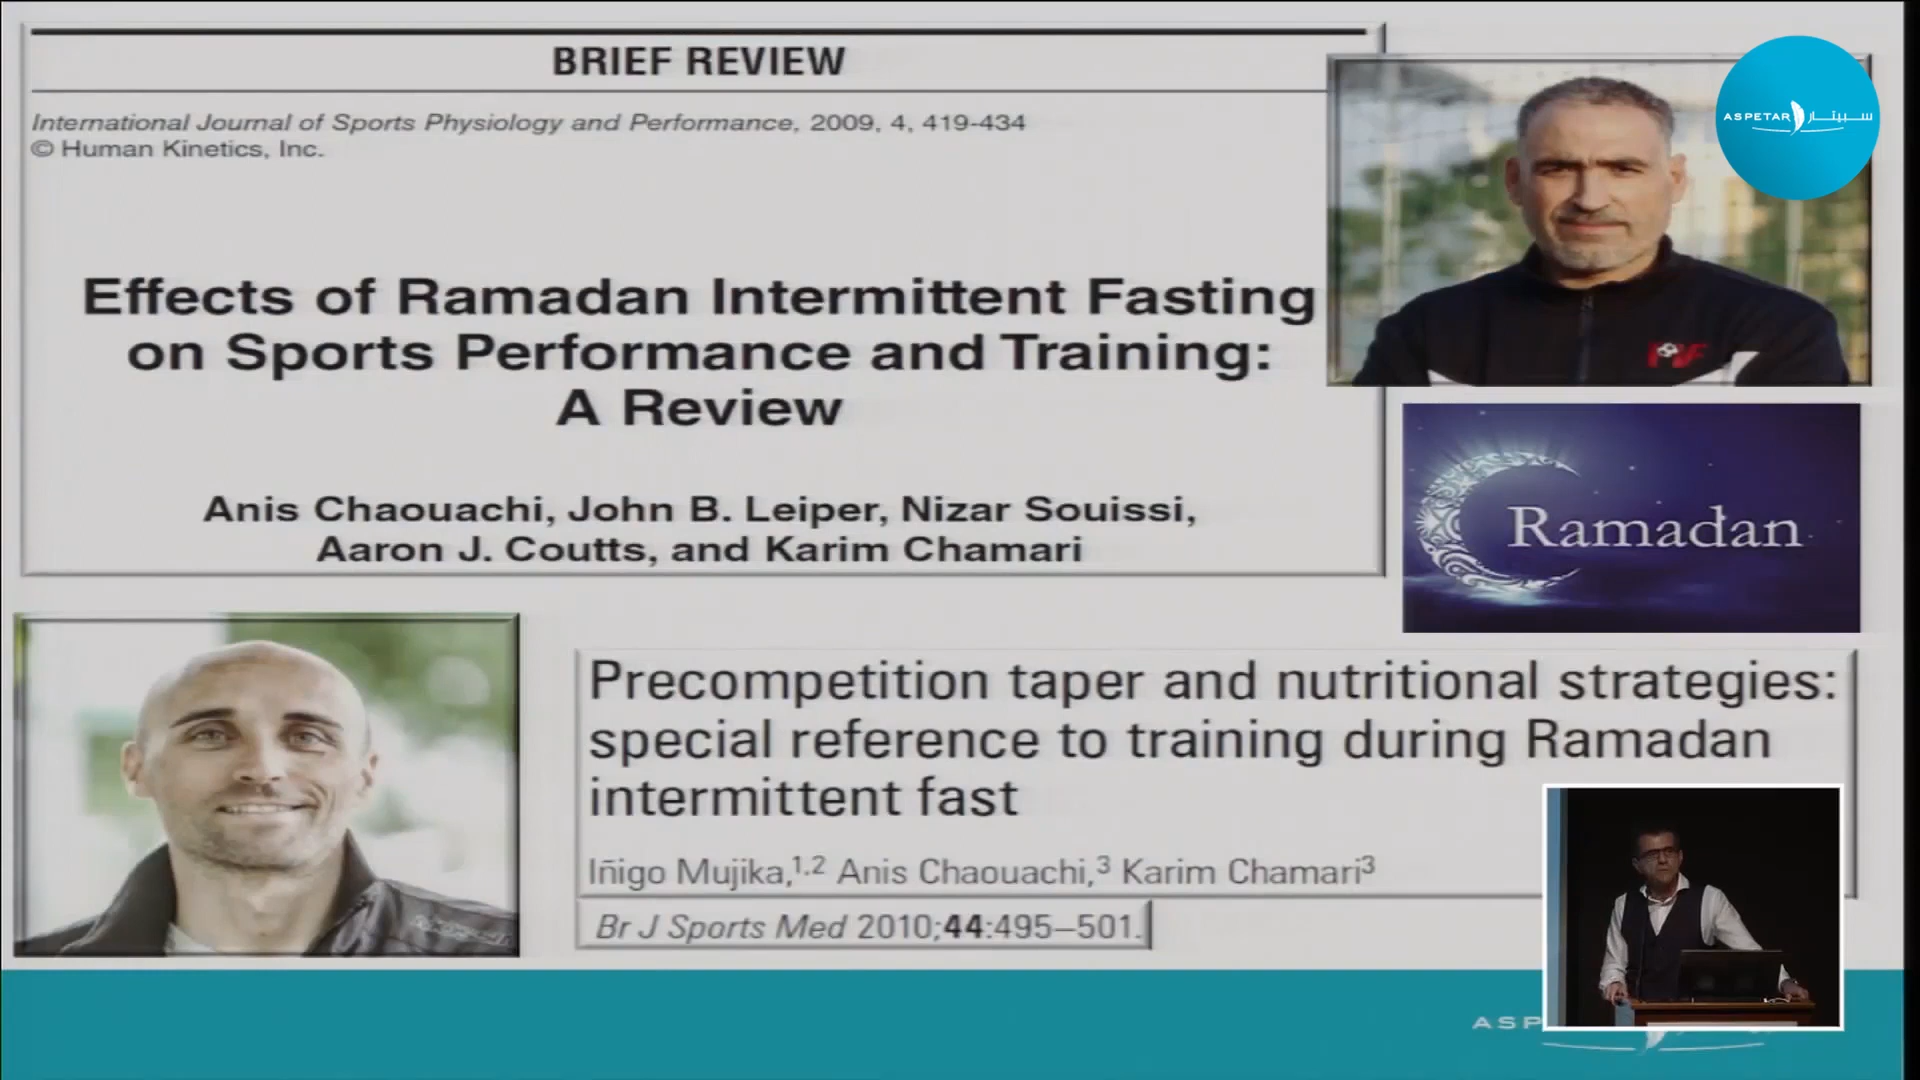 BRIEF REVIEW
International Journal of Sports Physiology and Performance, 2009, 4, 419-434
© Human Kinetics, Inc.
Effects of Ramadan Intermittent Fasting
on Sports Performance and Training:
A Review
Anis Chaouachi, John B. Leiper, Nizar Souissi,
Aaron J. Coutts, and Karim Chamari
ASPETAR سبيتار
Ramadan
Precompetition taper and nutritional strategies:
special reference to training during Ramadan
intermittent fast
Iñigo Mujika,1,2 Anis Chaouachi,3 Karim Chamari3
Br J Sports Med 2010;44:495–501.
ASP